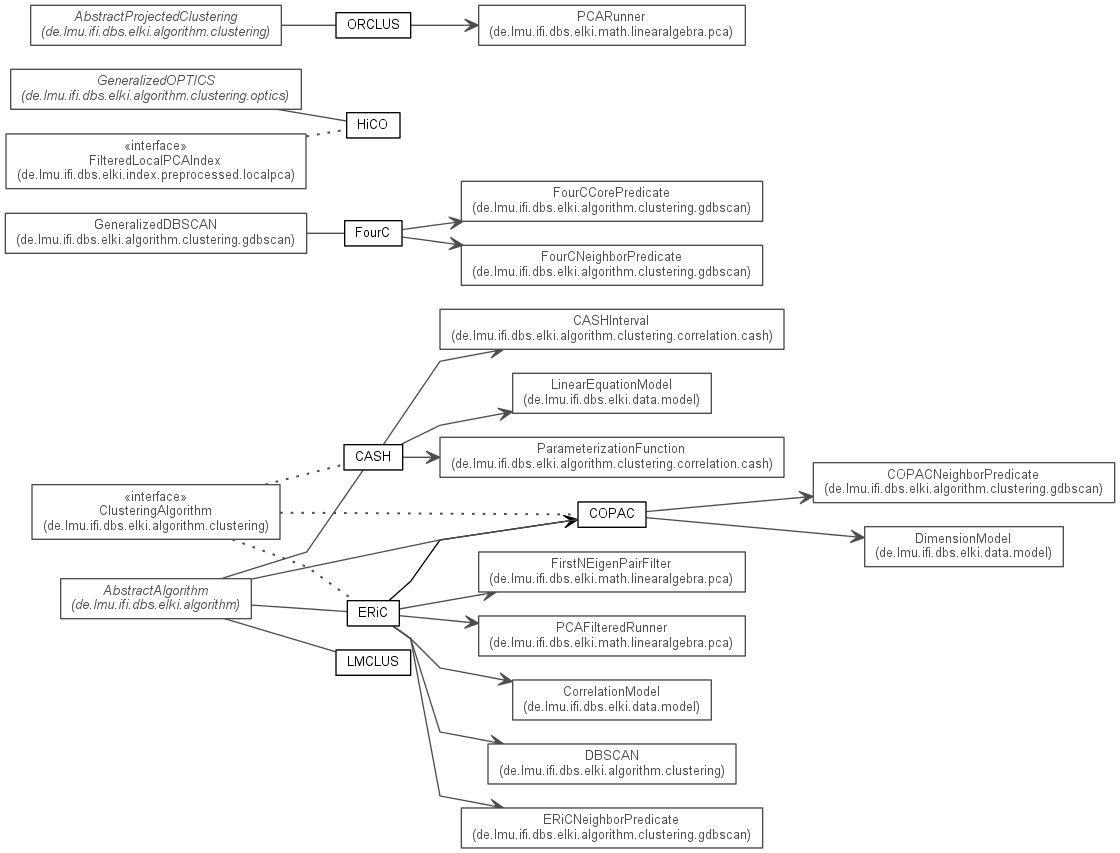 AbstractProjectedClustering
(de.lmu.ifi.dbs.elki.algorithm.clustering)
ORCLUS
PCARunner
(de.lmu.ifi.dbs.elki.math.linearalgebra.pca)
GeneralizedOPTICS
(de.lmu.ifi.dbs.elki.algorithm.clustering.optics)
HiCO
«interface»
FilteredLocalPCAIndex
(de.lmu.ifi.dbs.elki.index.preprocessed.localpca)
FourCCorePredicate
(de.lmu.ifi.dbs.elki.algorithm.clustering.gdbscan)
GeneralizedDBSCAN
(de.lmu.ifi.dbs.elki.algorithm.clustering.gdbscan)
FourC
FourCNeighborPredicate
(de.lmu.ifi.dbs.elki.algorithm.clustering.gdbscan)
CASHInterval
(de.lmu.ifi.dbs.elki.algorithm.clustering.correlation.cash)
LinearEquationModel
(de.lmu.ifi.dbs.elki.data.model)
CASH
ParameterizationFunction
(de.lmu.ifi.dbs.elki.algorithm.clustering.correlation.cash)
COPACNeighborPredicate
(de.lmu.ifi.dbs.elki.algorithm.clustering.gdbscan)
«interface»
ClusteringAlgorithm
(de.lmu.ifi.dbs.elki.algorithm.clustering)
COPAC
DimensionModel
(de.lmu.ifi.dbs.elki.data.model)
FirstNEigenPairFilter
(de.lmu.ifi.dbs.elki.math.linearalgebra.pca)
AbstractAlgorithm
(de.lmu.ifi.dbs.elki.algorithm)
ERiC
PCAFilteredRunner
(de.lmu.ifi.dbs.elki.math.linearalgebra.pca)
LMCLUS
CorrelationModel
(de.lmu.ifi.dbs.elki.data.model)
DBSCAN
(de.lmu.ifi.dbs.elki.algorithm.clustering)
ERiCNeighborPredicate
(de.lmu.ifi.dbs.elki.algorithm.clustering.gdbscan)